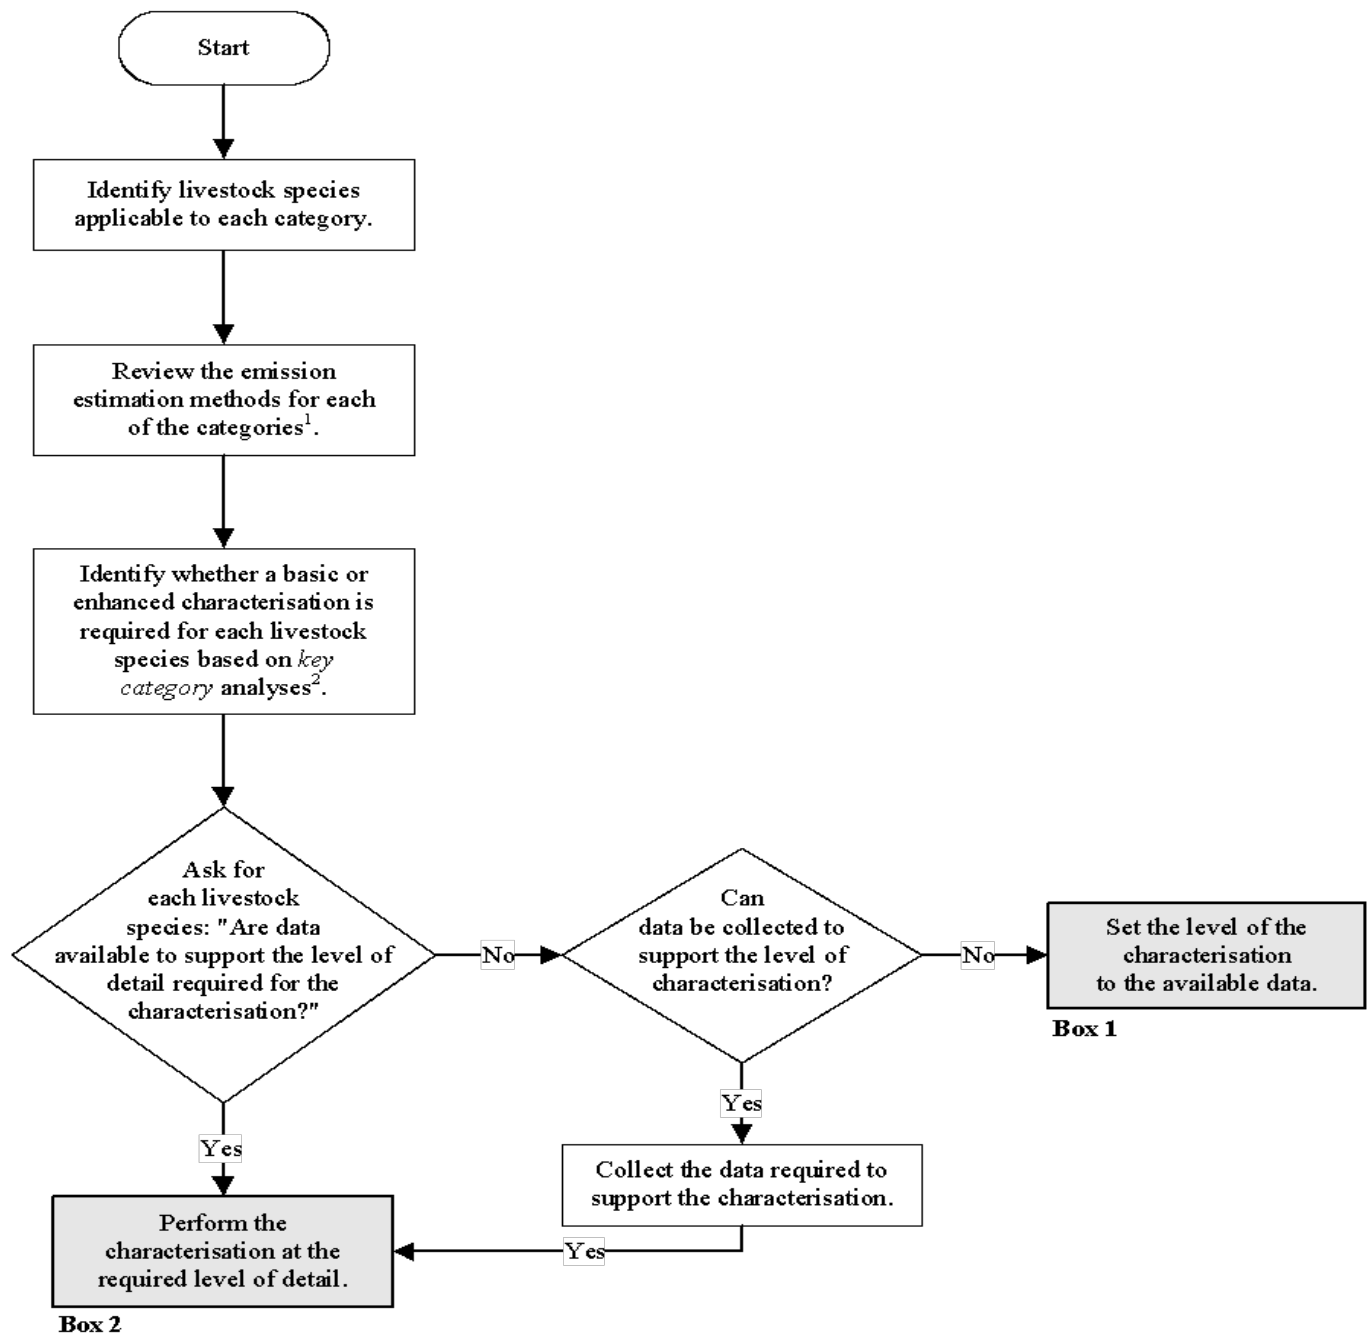 Start
Identify livestock species
applicable to each category.
Review the emission
estimation methods for each
of the categories¹.
Identify whether a basic or
enhanced characterisation is
required for each livestock
species based on key
category analyses².
Ask for
each livestock
species: "Are data
available to support the level of
detail required for the
characterisation?"
No
Can
data be collected to
support the level of
characterisation?
No
Set the level of the
characterisation
to the available data.
Box 1
Yes
Yes
Collect the data required to
support the characterisation.
Yes
Perform the
characterisation at the
required level of detail.
Box 2